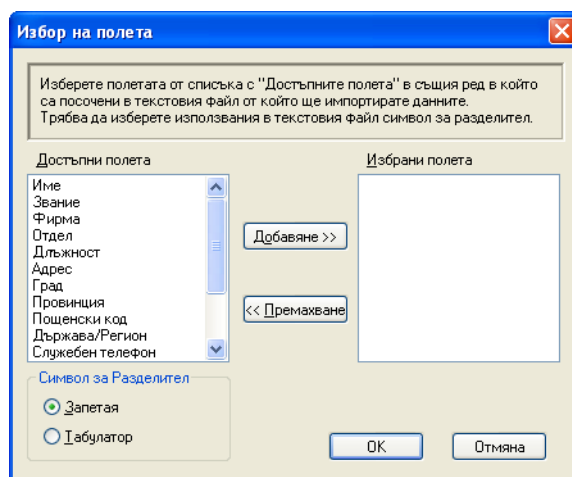 Избор на полета
Изберете полетата от списъка с "Достъпните полета" в същия ред в който
са посочени в текстовия файл от който ще импортирате данните.
Трябва да изберете използвания в текстовия файл символ за разделител.
Достъпни полета
Избрани полета
Име
Звание
Фирма
Отдел
Длъжност
Адрес
Град
Провинция
Пощенски код
Държава/Регион
Служебен телефон
Добавяне >>
<< Премахване
Символ за Разделител
Запетая
Табулатор
OK
Отмяна